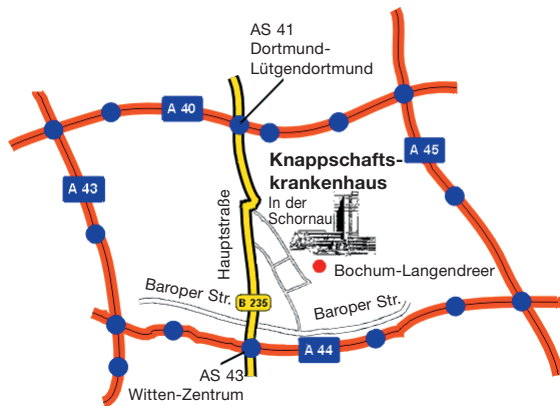 AS 41
Dortmund-
Lütgendortmund
A 40
A 45
Knappschafts-
krankenhaus
A 43
In der
Schornau
Hauptstraße
Bochum-Langendreer
Baroper Str.
B 235
Baroper Str.
A 44
AS 43
Witten-Zentrum